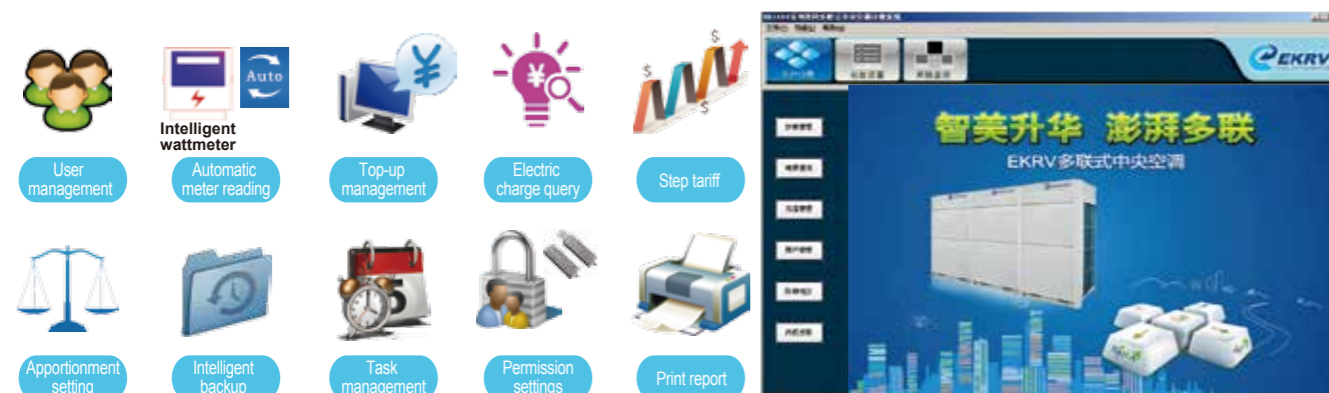 Auto
Intelligent
wattmeter
User
management
Automatic
meter reading
Top-up
management
Electric
charge query
Step tariff
Apportionment
setting
Intelligent
backup
5
Task
management
Permission
settings
Print report
EKRV
智美升华 澎湃多联
EKRV多联式中央空调